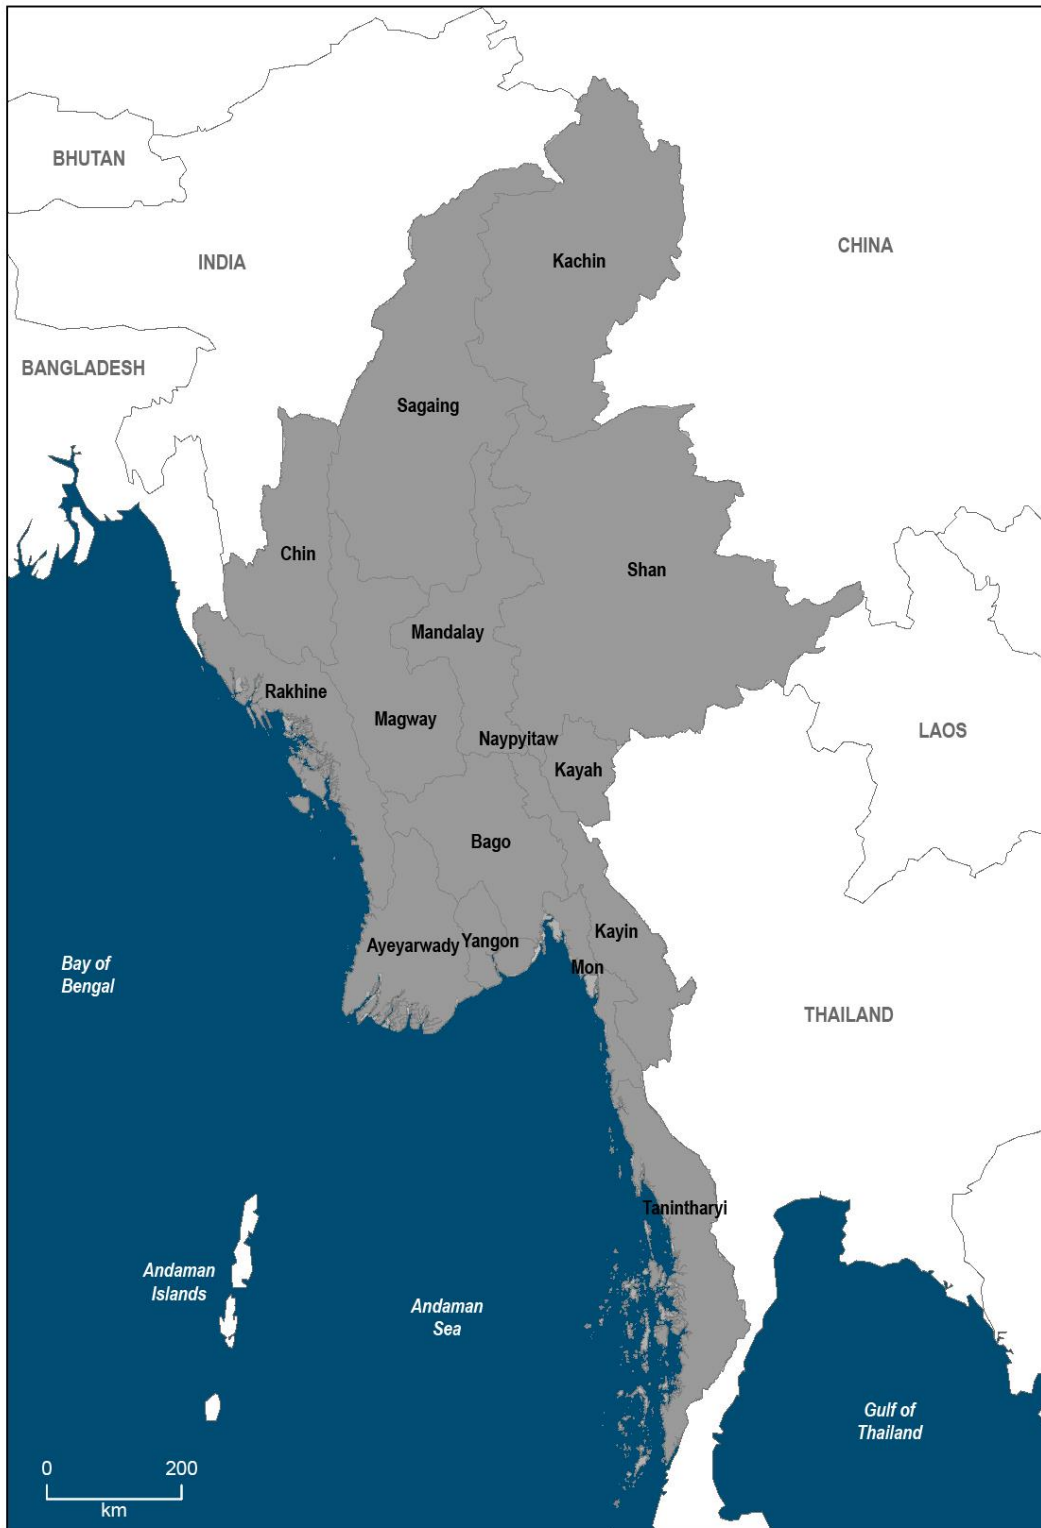 BHUTAN
CHINA
Kachin
INDIA
BANGLADESH
Sagaing
Chin
Shan
Mandalay
Rakhine
Magway
LAOS
Naypyitaw
Kayah
Bago
Kayin
Yangon
Ayeyarwady
Mon
Bay of
Bengal
THAILAND
Tanintharyi
Andaman
Islands
Andaman
Sea
Gulf of
Thailand
0 200
km